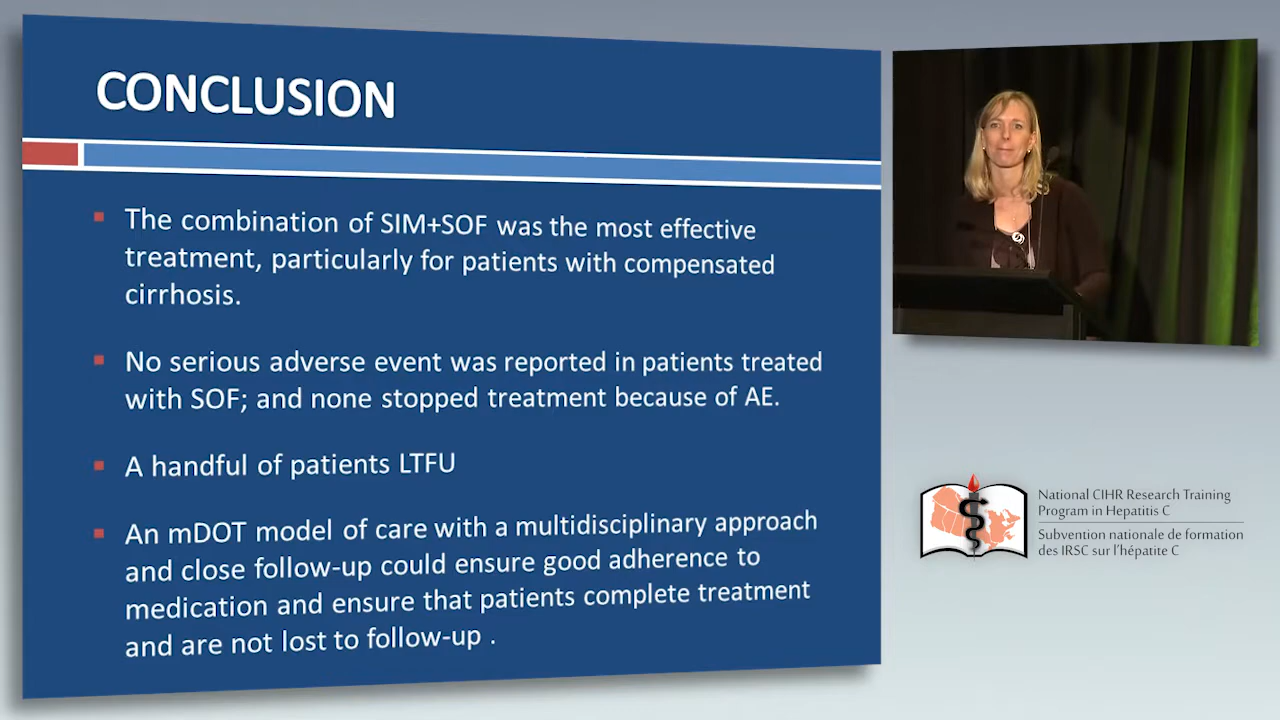 CONCLUSION
The combination of SIM+SOF was the most effective
treatment, particularly for patients with compensated
cirrhosis.
No serious adverse event was reported in patients treated
with SOF; and none stopped treatment because of AE.
A handful of patients LTFU
An mDOT model of care with a multidisciplinary approach
and close follow-up could ensure good adherence to
medication and ensure that patients complete treatment
and are not lost to follow-up .
National CIHR Research Training
Program in Hepatitis C
Subvention nationale de formation
des IRSC sur l'hépatite C